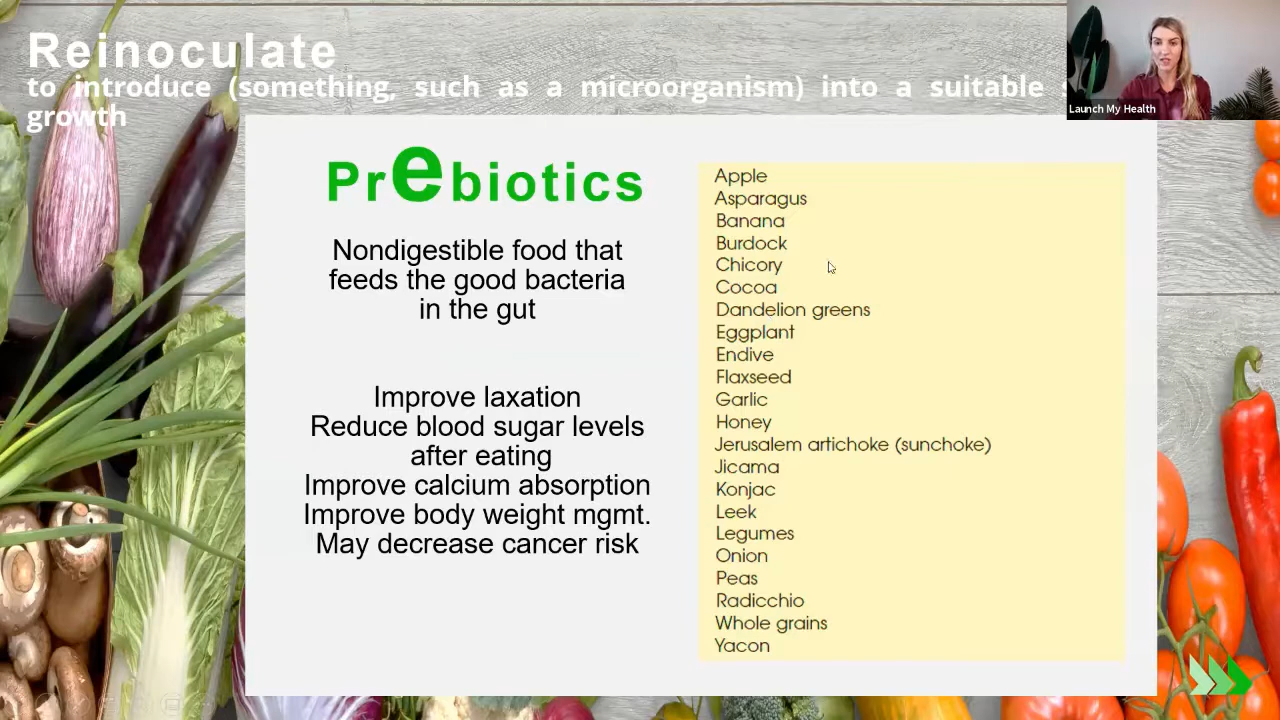 Reinoculate
to introduce (something, such as a microorganism) into a suitable
growth
Launch My Health
Prebiotics
Nondigestible food that
feeds the good bacteria
in the gut
Improve laxation
Reduce blood sugar levels
after eating
Improve calcium absorption
Improve body weight mgmt.
May decrease cancer risk
Apple
Asparagus
Banana
Burdock
Chicory
Cocoa
Dandelion greens
Eggplant
Endive
Flaxseed
Garlic
Honey
Jerusalem artichoke (sunchoke)
Jicama
Konjac
Leek
Legumes
Onion
Peas
Radicchio
Whole grains
Yacon